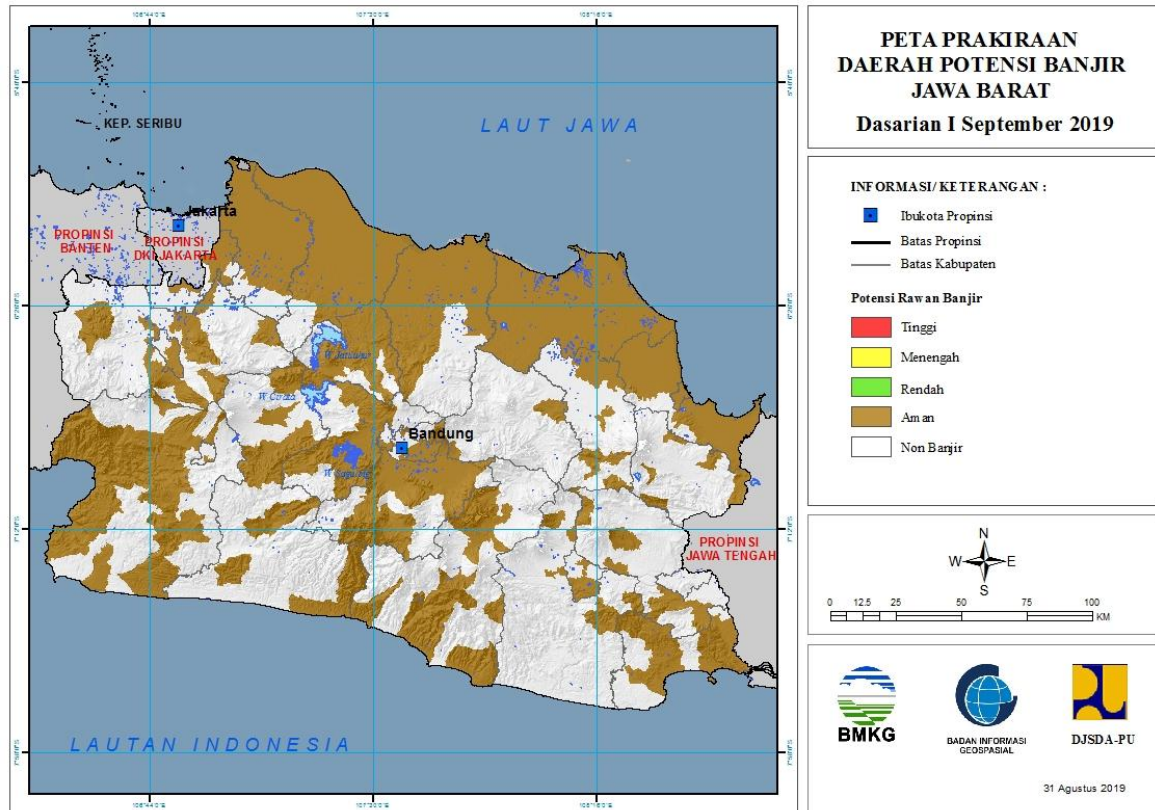 PETA PRAKIRAAN
DAERAH POTENSI BANJIR
JAWA BARAT
Dasarian I September 2019
INFORMASI/ KETERANGAN :
Ibukota Propinsi
Batas Propinsi
Batas Kabupaten
Potensi Rawan Banjir
Tinggi
Menengah
Rendah
Aman
Non Banjir
N
W E
S
0 12.5 25 50 75 100
KM
BMKG
BADAN INFORMASI
GEOSPASIAL
DJSDA-PU
31 Agustus 2019
KEP. SERIBU
LAUT JAWA
Jakarta
PROPINSI
BANTEN
PROPINSI
DKI JAKARTA
W Jatiluhur
W Cirata
Bandung
W Saguling
PROPINSI
JAWA TENGAH
LAUTAN INDONESIA